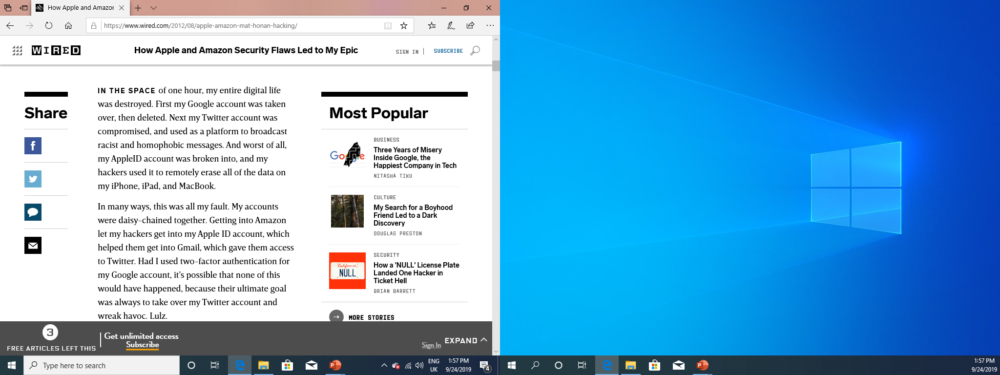 How Apple and Amazor
https://www.wired.com/2012/08/apple-amazon-mat-honan-hacking/
WIRED
How Apple and Amazon Security Flaws Led to My Epic
SIGN IN
SUBSCRIBE
Share
IN THE SPACE of one hour, my entire digital life
was destroyed. First my Google account was taken
over, then deleted. Next my Twitter account was
compromised, and used as a platform to broadcast
racist and homophobic messages. And worst of all,
my AppleID account was broken into, and my
hackers used it to remotely erase all of the data on
my iPhone, iPad, and MacBook.
In many ways, this was all my fault. My accounts
were daisy-chained together. Getting into Amazon
let my hackers get into my Apple ID account, which
helped them get into Gmail, which gave them access
to Twitter. Had I used two-factor authentication for
my Google account, it's possible that none of this
would have happened, because their ultimate goal
was always to take over my Twitter account and
wreak havoc. Lulz.
Most Popular
BUSINESS
Three Years of Misery
Inside Google, the
Happiest Company in Tech
NITASHA TIKU
CULTURE
My Search for a Boyhood
Friend Led to a Dark
Discovery
DOUGLAS PRESTON
California
NULL
SECURITY
How a 'NULL' License Plate
Landed One Hacker in
Ticket Hell
BRIAN BARRETT
MORE STORIES
3
FREE ARTICLES LEFT THIS
Get unlimited access
Subscribe
Sign In
EXPAND
Type here to search
ENG
UK
1:57 PM
9/24/2019
4
1:57 PM
9/24/2019